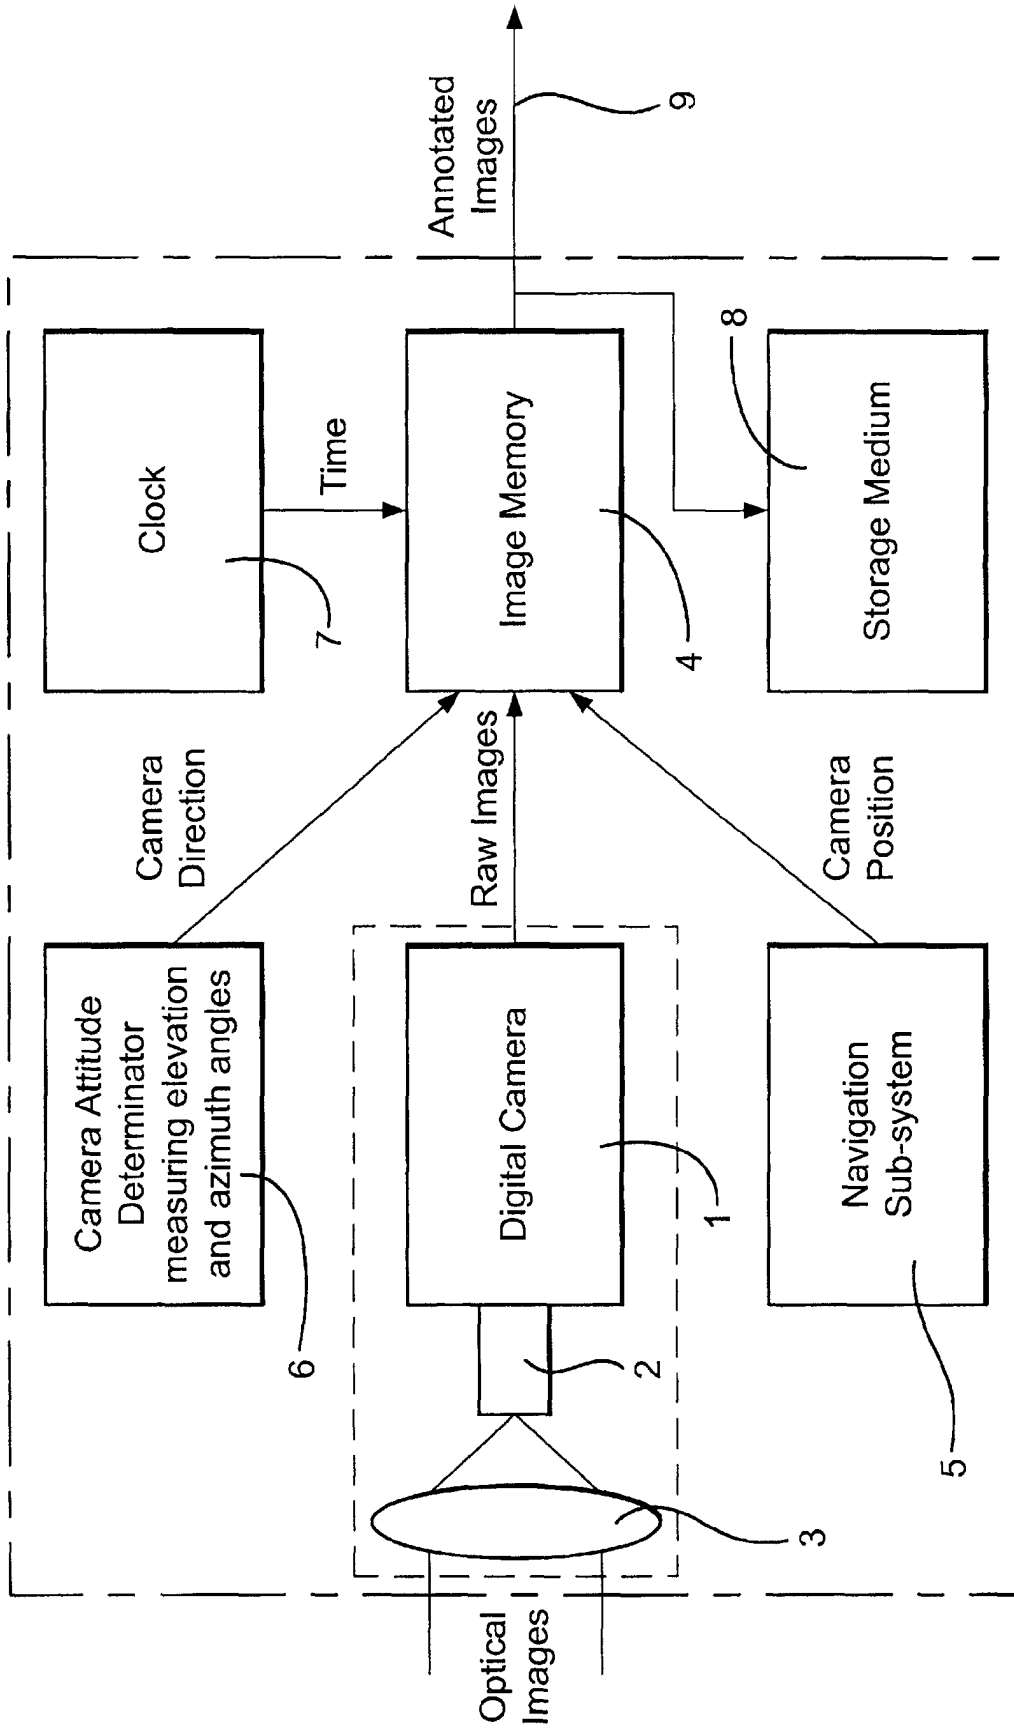 Camera Attitude
Determinator
measuring elevation
and azimuth angles
6
Camera
Direction
Clock
7
Time
Optical
Images
3
2
Digital Camera
1
Raw Images
Image Memory
4
Annotated
Images
9
Navigation
Sub-system
5
Camera
Position
Storage Medium
8